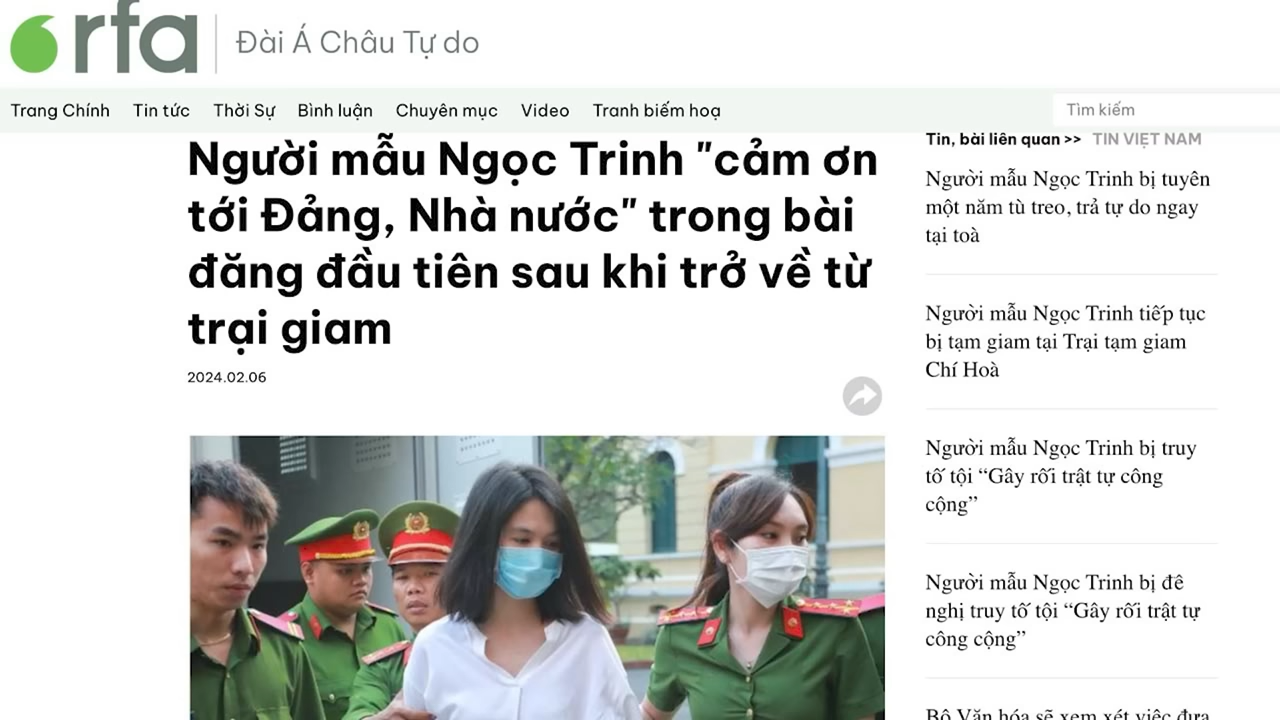 rfa
Đài Á Châu Tự do
Trang Chính Tin tức Thời Sự Bình luận Chuyên mục Video Tranh biếm hoạ
Tìm kiếm
Người mẫu Ngọc Trinh "cảm ơn
tới Đảng, Nhà nước" trong bài
đăng đầu tiên sau khi trở về từ
trại giam
2024.02.06
Tin, bài liên quan >> TIN VIỆT NAM
Người mẫu Ngọc Trinh bị tuyên
một năm tù treo, trả tự do ngay
tại toà
Người mẫu Ngọc Trinh tiếp tục
bị tạm giam tại Trại tạm giam
Chí Hoà
Người mẫu Ngọc Trinh bị truy
tố tội “Gây rối trật tự công
cộng”
Người mẫu Ngọc Trinh bị đề
nghị truy tố tội “Gây rối trật tự
công cộng”
Bộ Văn hóa sẽ xem xét việc đưa